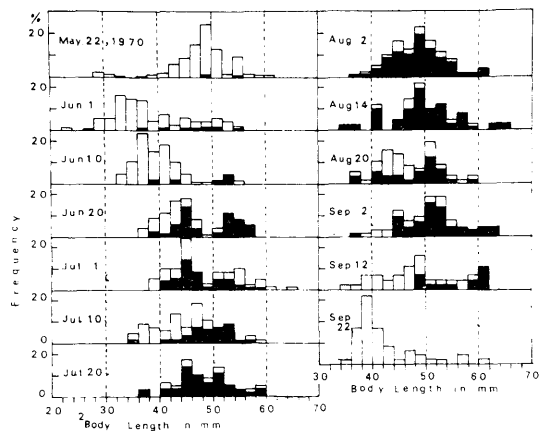 %
20
May 22, 1970
20
Jun 1
20
Jun 10
20
Jun 20
20
Jul 1
20
Jul 10
0
20
Jul 20
0
20 2 30 40 50 60 70
Body Length in mm
Frequency
Aug 2
Aug 14
Aug 20
Sep 2
Sep 12
Sep
22
30 40 50 60 70
Body Length in mm